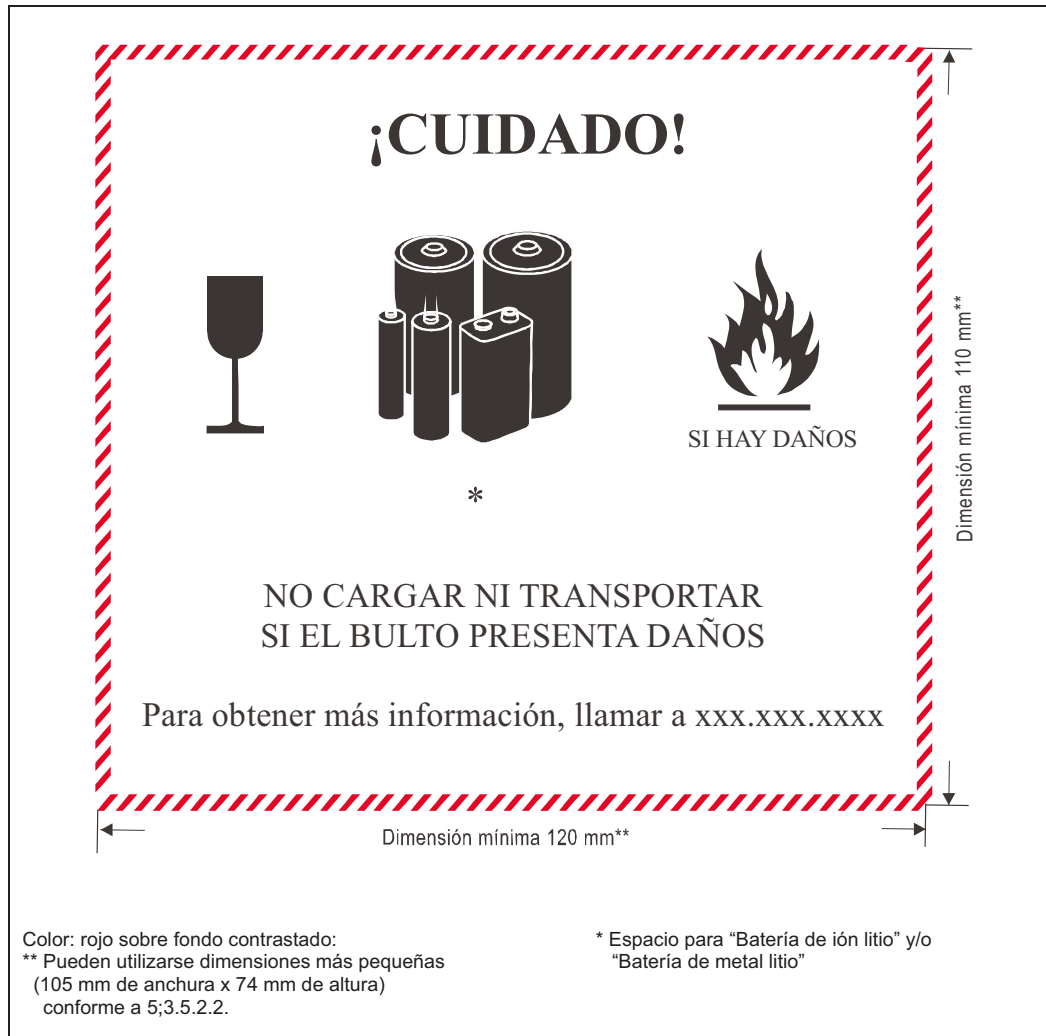 ¡CUIDADO!
SI HAY DAÑOS
*
NO CARGAR NI TRANSPORTAR
SI EL BULTO PRESENTA DAÑOS
Para obtener más información, llamar a xxx.xxx.xxxx
Dimensión mínima 110 mm**
Dimensión mínima 120 mm**
Color: rojo sobre fondo contrastado:
** Pueden utilizarse dimensiones más pequeñas
(105 mm de anchura x 74 mm de altura)
conforme a 5;3.5.2.2.
* Espacio para “Batería de ión litio” y/o
“Batería de metal litio”